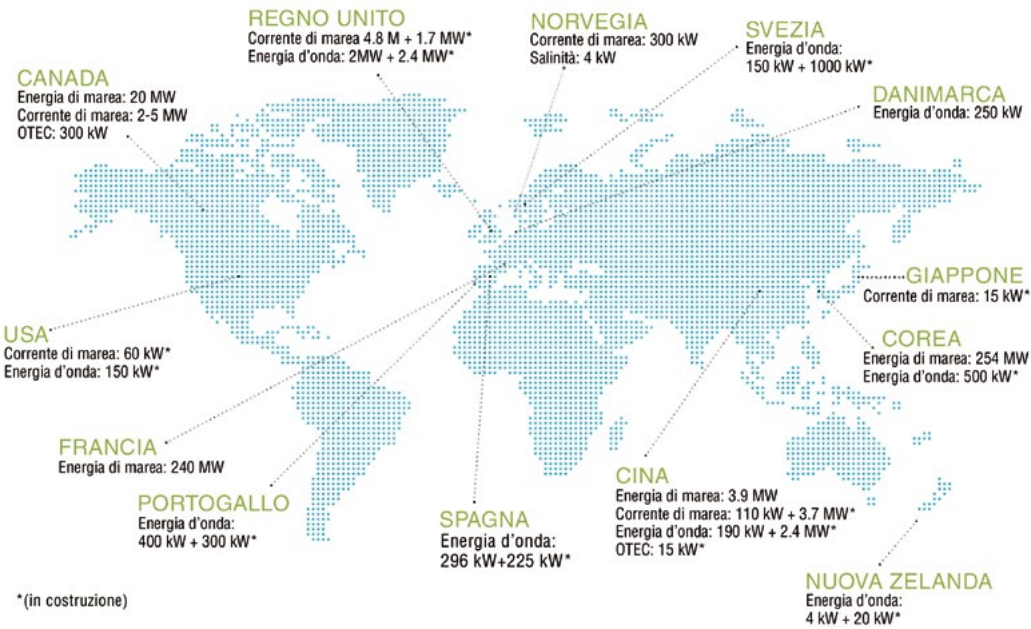 REGNO UNITO
Corrente di marea 4.8 M + 1.7 MW*
Energia d'onda: 2MW + 2.4 MW*
NORVEGIA
Corrente di marea: 300 kW
Salinità: 4 kW
SVEZIA
Energia d'onda:
150 kW + 1000 kW*
CANADA
Energia di marea: 20 MW
Corrente di marea: 2-5 MW
OTEC: 300 kW
DANIMARCA
Energia d'onda: 250 kW
GIAPPONE
Corrente di marea: 15 kW*
USA
Corrente di marea: 60 kW*
Energia d'onda: 150 kW*
COREA
Energia di marea: 254 MW
Energia d'onda: 500 kW*
FRANCIA
Energia di marea: 240 MW
PORTOGALLO
Energia d'onda:
400 kW + 300 kW*
SPAGNA
Energia d'onda:
296 kW+225 kW*
CINA
Energia di marea: 3.9 MW
Corrente di marea: 110 kW + 3.7 MW*
Energia d'onda: 190 kW + 2.4 MW*
OTEC: 15 kW*
NUOVA ZELANDA
Energia d'onda:
4 kW + 20 kW*
*(in costruzione)